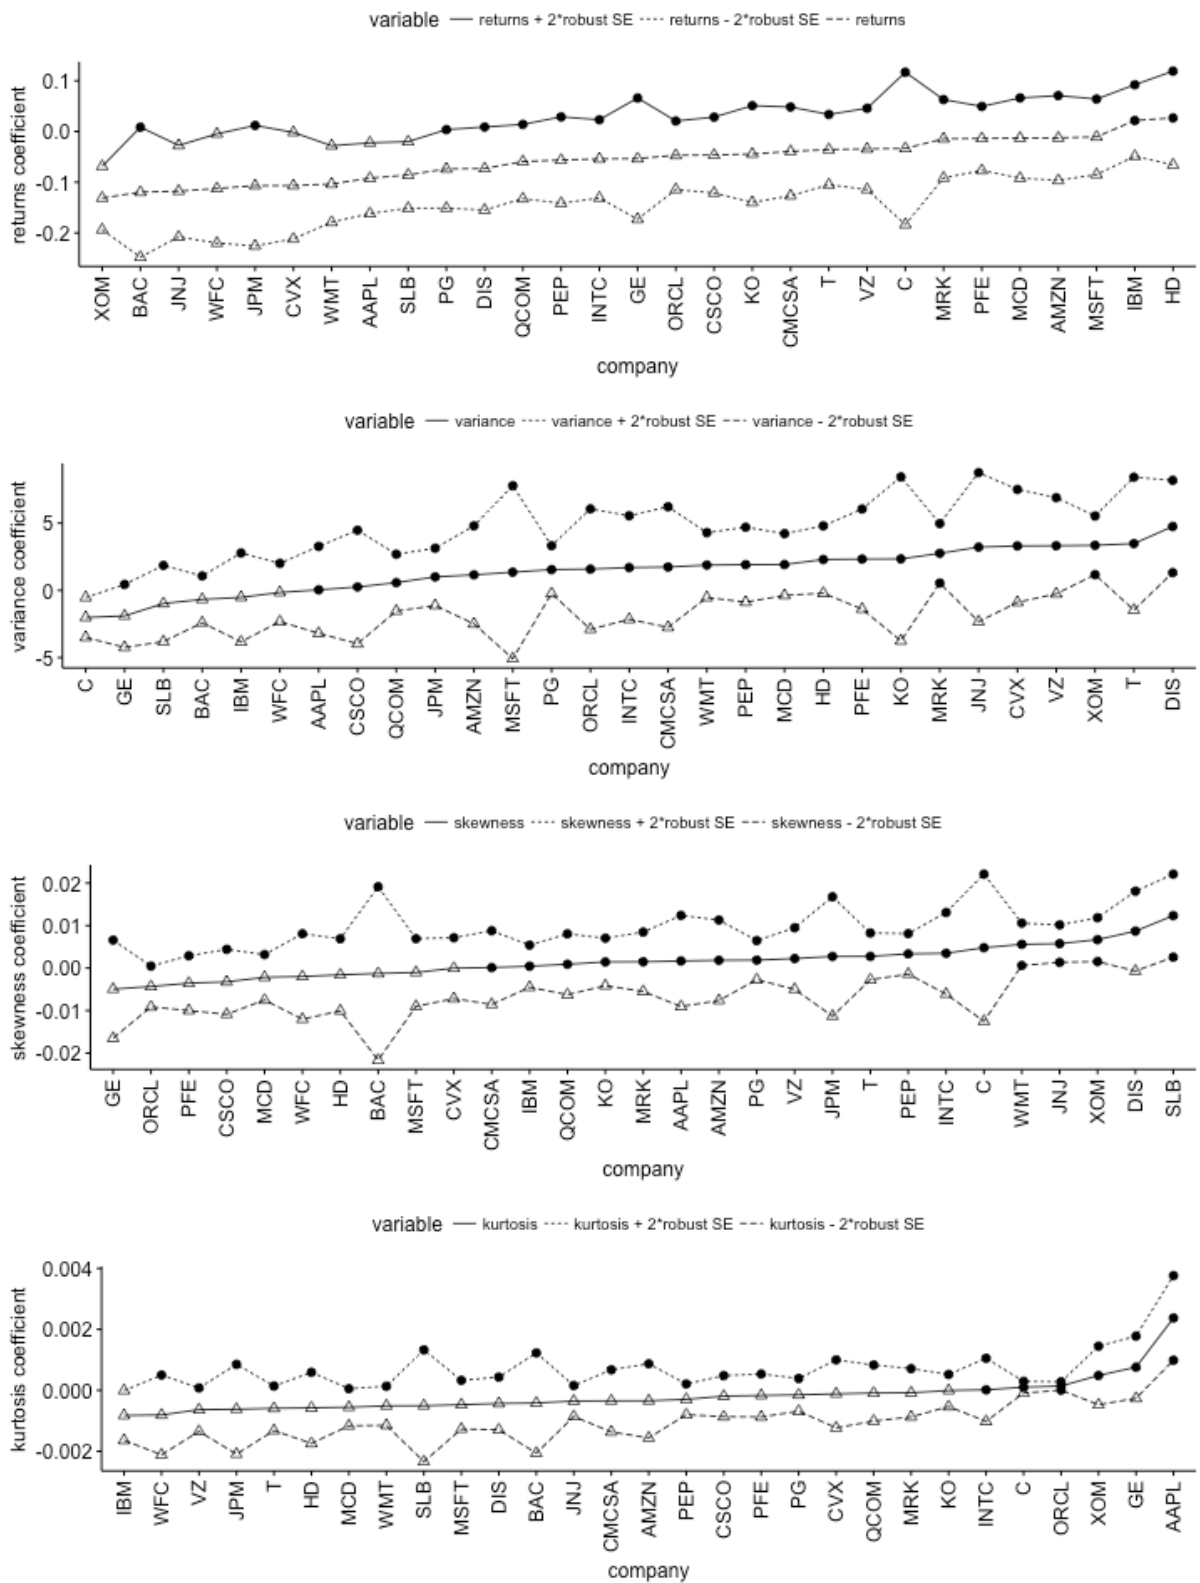 variable returns + 2*robust SE returns - 2*robust SE returns
returns coefficient
0.1
0.0
-0.1
-0.2
XOM BAC JNJ WFC JPM CVX WMT AAPL SLB PG DIS QCOM PEP INTC GE ORCL CSCO KO CMCSA T VZ C MRK PFE MCD AMZN MSFT IBM HD
company
variable variance variance + 2*robust SE variance - 2*robust SE
variance coefficient
5
0
-5
C GE SLB BAC IBM WFC AAPL CSCO QCOM JPM AMZN MSFT PG ORCL INTC CMCSA WMT PEP MCD HD PFE KO MRK JNJ CVX VZ XOM T DIS
company
variable skewness skewness + 2*robust SE skewness - 2*robust SE
skewness coefficient
0.02
0.01
0.00
-0.01
-0.02
GE ORCL PFE CSCO MCD WFC HD BAC MSFT CVX CMCSA IBM QCOM KO MRK AAPL AMZN PG VZ JPM T PEP INTC C WMT JNJ XOM DIS SLB
company
variable kurtosis kurtosis + 2*robust SE kurtosis - 2*robust SE
kurtosis coefficient
0.004
0.002
0.000
-0.002
IBM WFC VZ JPM T HD MCD WMT SLB MSFT DIS BAC JNJ CMCSA AMZN PEP CSCO PFE PG CVX QCOM MRK KO INTC C ORCL XOM GE AAPL
company